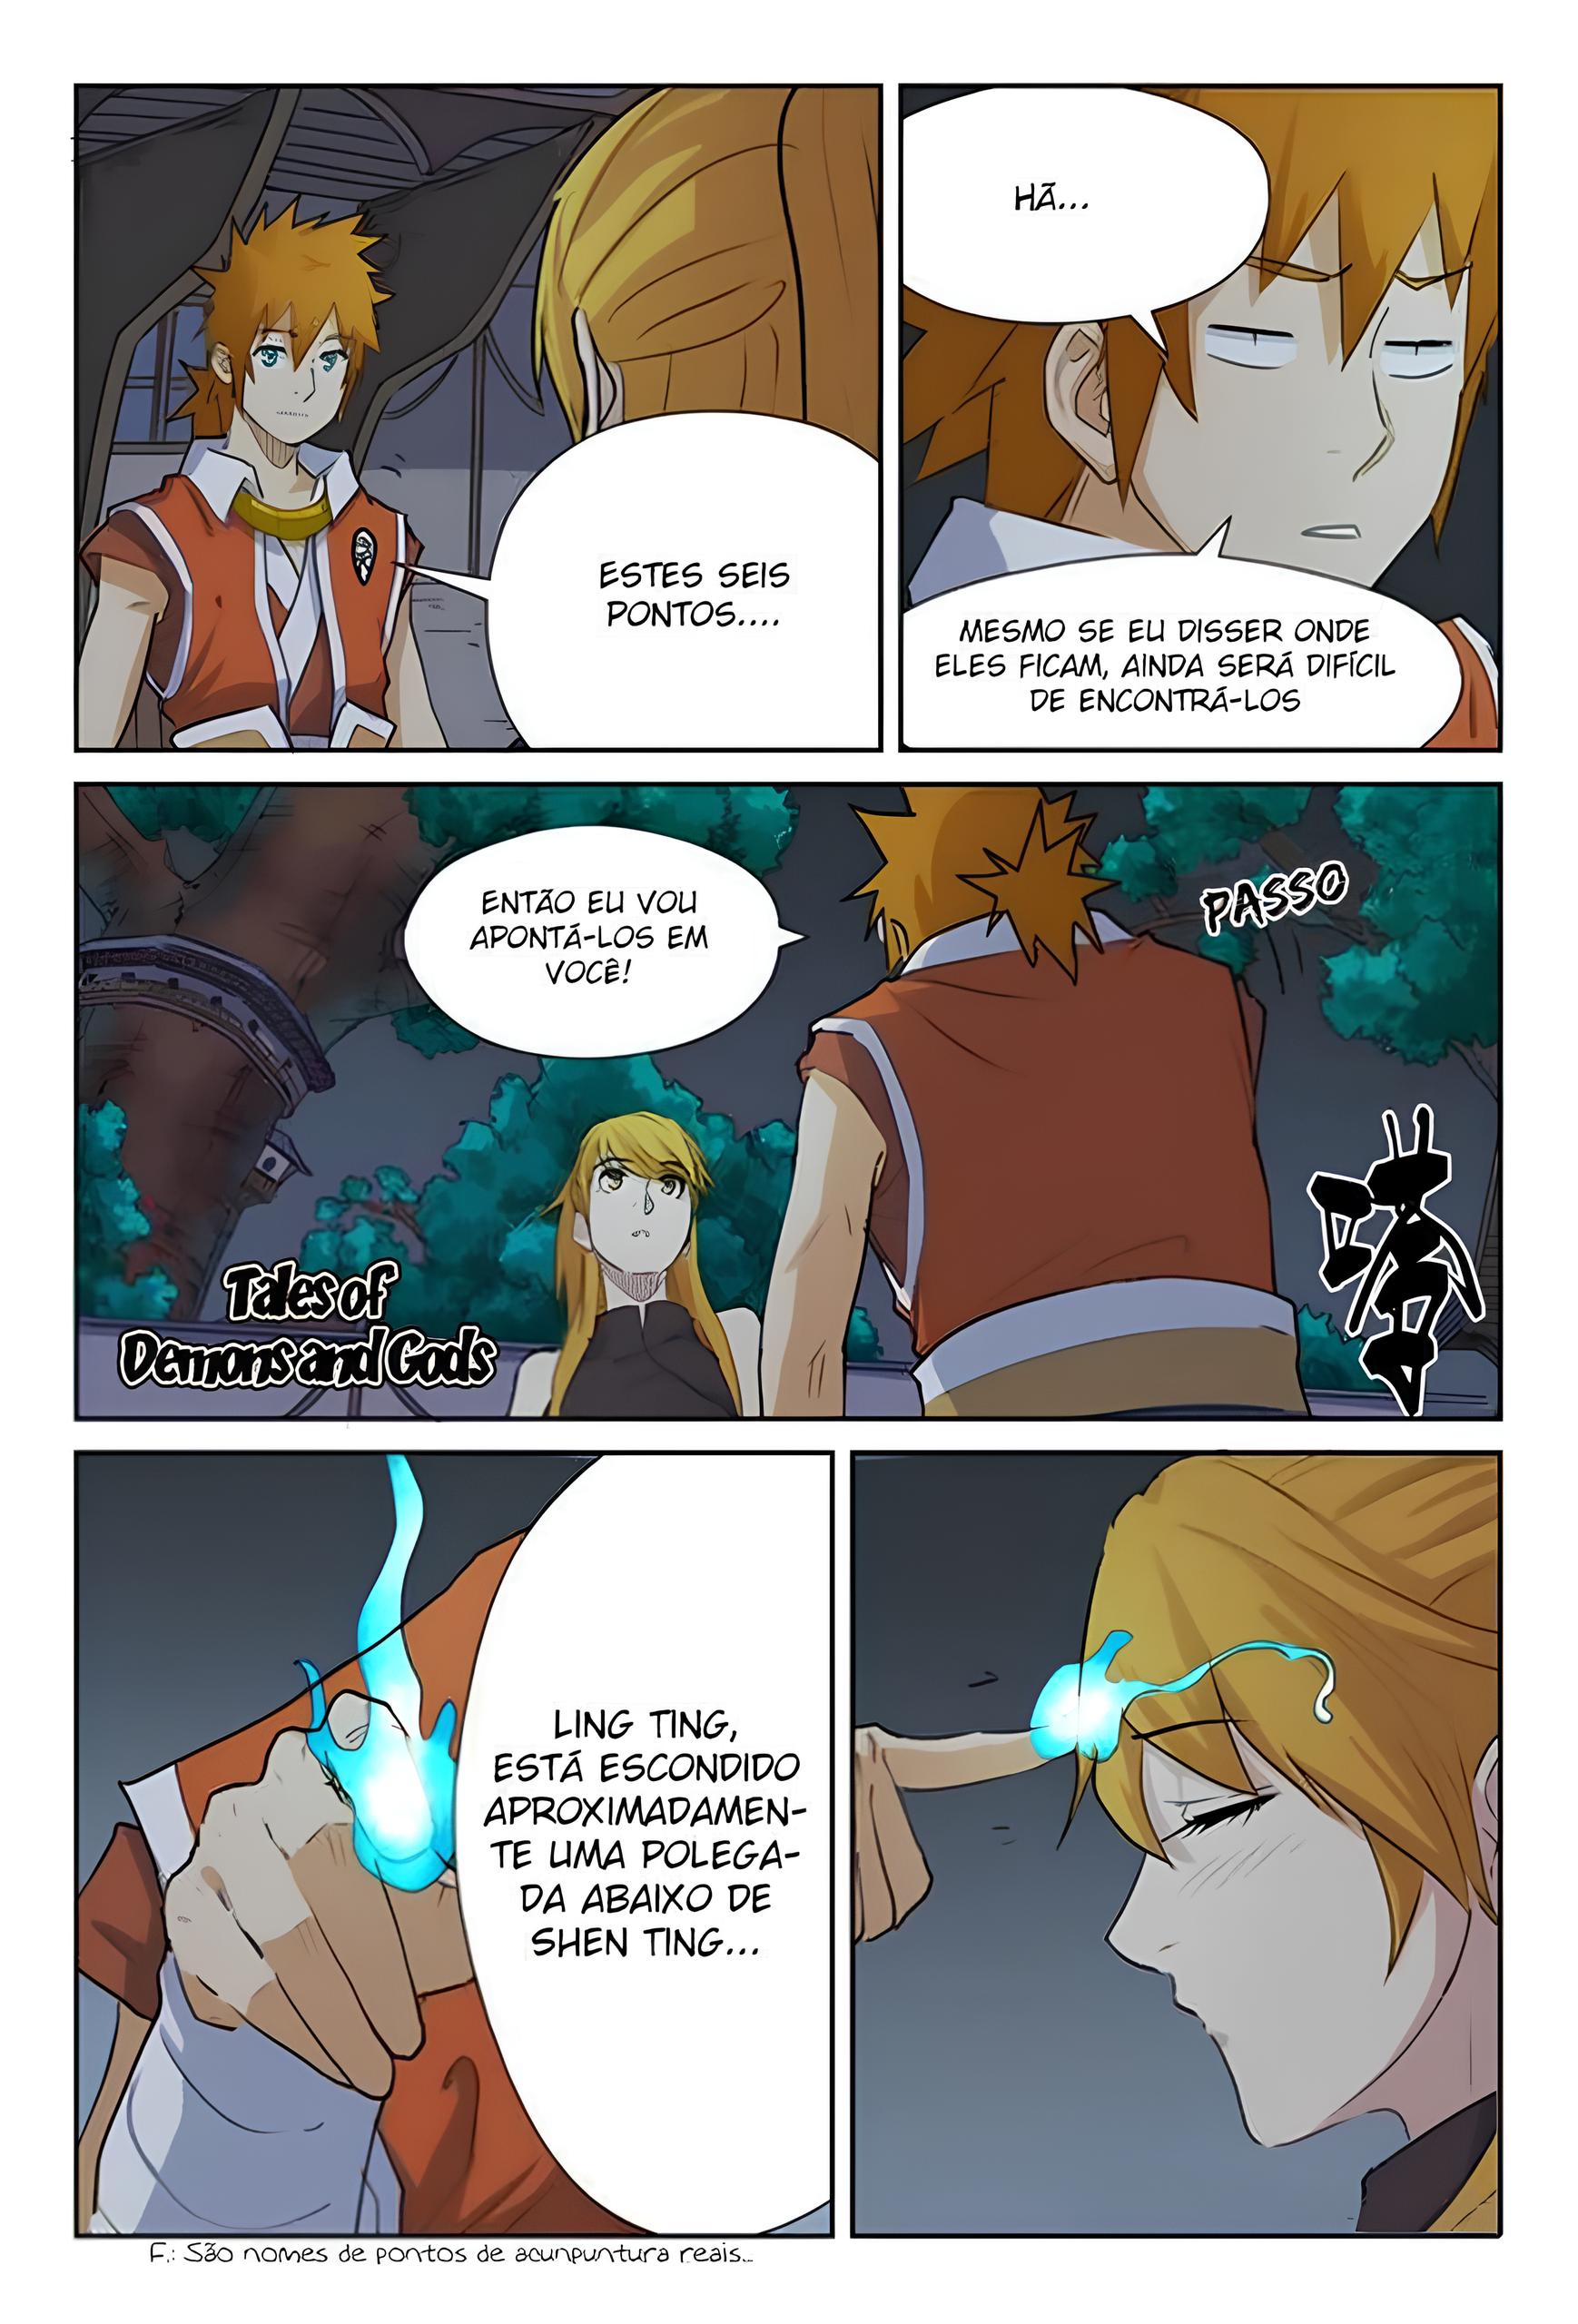 ESTES SEIS
PONTOS....
HÃ...
MESMO SE EU DISSER ONDE
ELES FICAM, AINDA SERÁ DIFÍCIL
DE ENCONTRÁ-LOS
ENTÃO EU VOU
APONTÁ-LOS EM
VOCÊ!
PASSO
Tales of
Demons and Gods
LING TING,
ESTÁ ESCONDIDO
APROXIMADAMEN-
TE UMA POLEGA-
DA ABAIXO DE
SHEN TING...
F.: São nomes de pontos de acunpuntura reais...